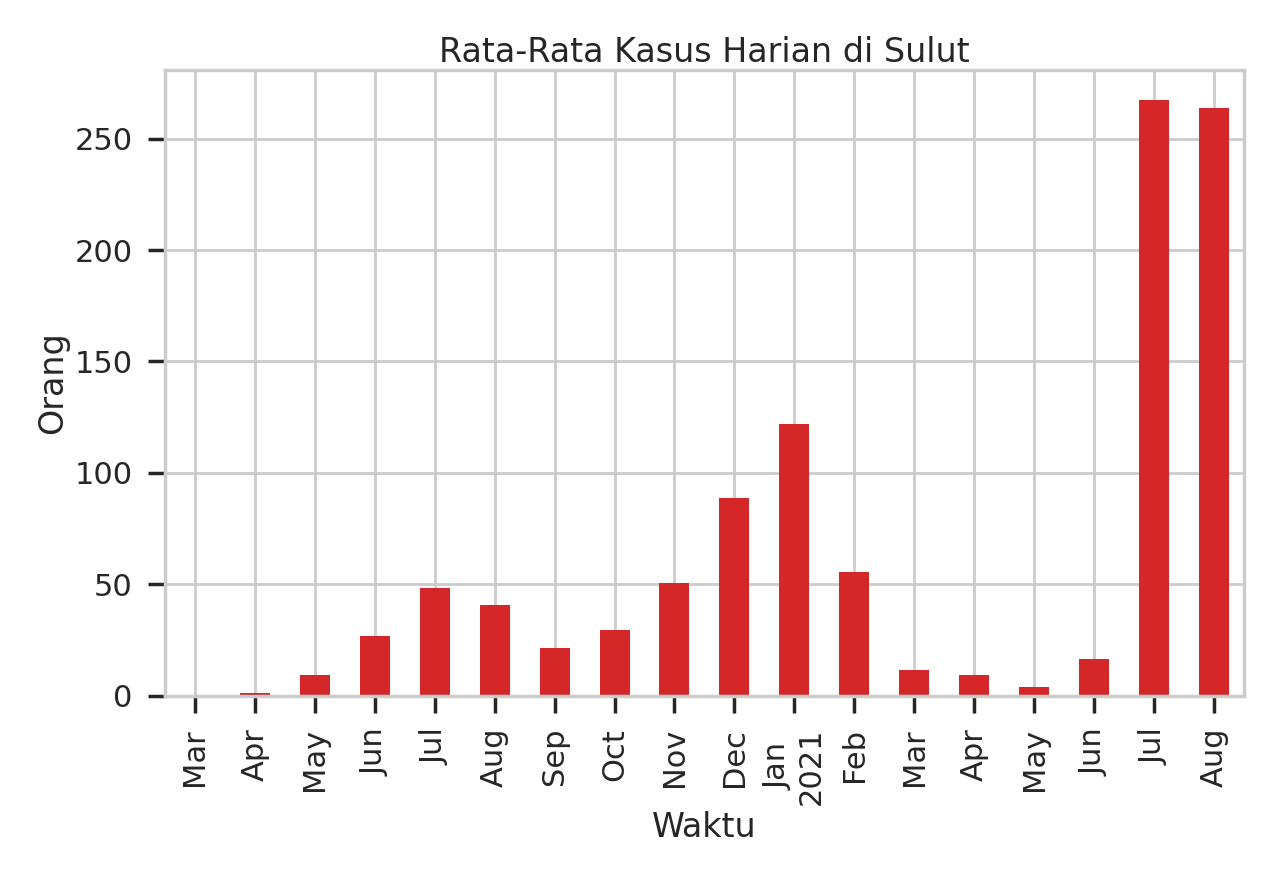 Rata-Rata Kasus Harian di Sulut
Orang
250
200
150
100
50
0
Mar
Apr
May
Jun
Jul
Aug
Sep
Oct
Nov
Dec
Jan
2021
Feb
Mar
Apr
May
Jun
Jul
Aug
Waktu